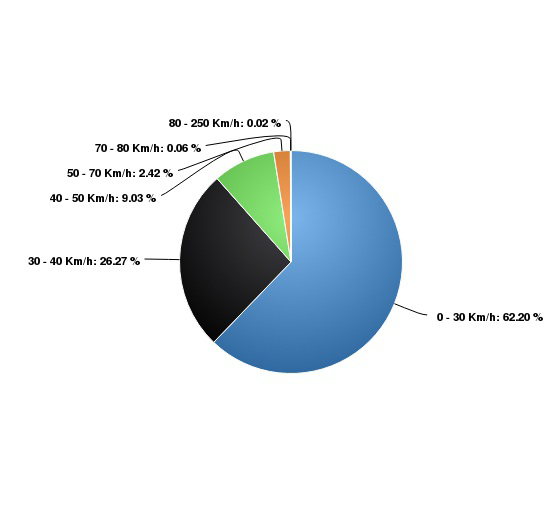 80 - 250 Km/h: 0.02 %
70 - 80 Km/h: 0.06 %
50 - 70 Km/h: 2.42 %
40 - 50 Km/h: 9.03 %
30 - 40 Km/h: 26.27 %
0 - 30 Km/h: 62.20 %